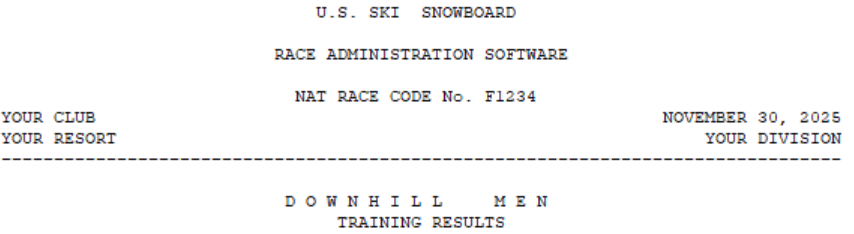 U.S. SKI  SNOWBOARD
RACE ADMINISTRATION SOFTWARE
NAT RACE CODE No. F1234
YOUR CLUB NOVEMBER 30, 2025
YOUR RESORT YOUR DIVISION
--------------------------------------------------------------------------------
D O W N H I L L    M E N
TRAINING RESULTS